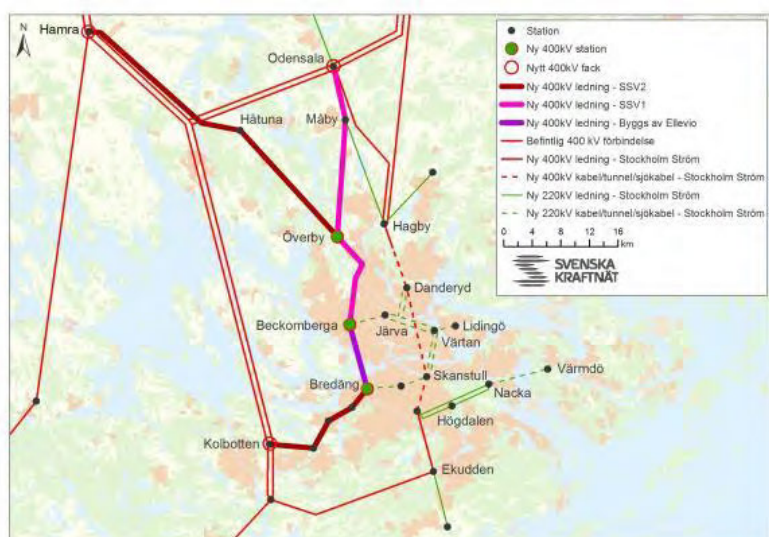 Hamra
N
Odensala
Håtuna
Måby
Hagby
Överby
Danderyd
Beckomberga
Järva
Lidingö
Värtan
Bredäng
Skanstull
Värmdö
Nacka
Högdalen
Kolbotten
Ekudden
Station
Ny 400kV station
Nytt 400kV fack
Ny 400kV ledning - SSV2
Ny 400kV ledning - SSV1
Ny 400kV ledning - Byggs av Ellevio
Befintlig 400 kV förbindelse
Ny 400kV ledning - Stockholm Ström
Ny 400kV kabel/tunnel/sjökabel - Stockholm Ström
Ny 220kV ledning - Stockholm Ström
Ny 220kV kabel/tunnel/sjökabel - Stockholm Ström
0 4 8 12 16
km
SVENSKA
KRAFTNÄT